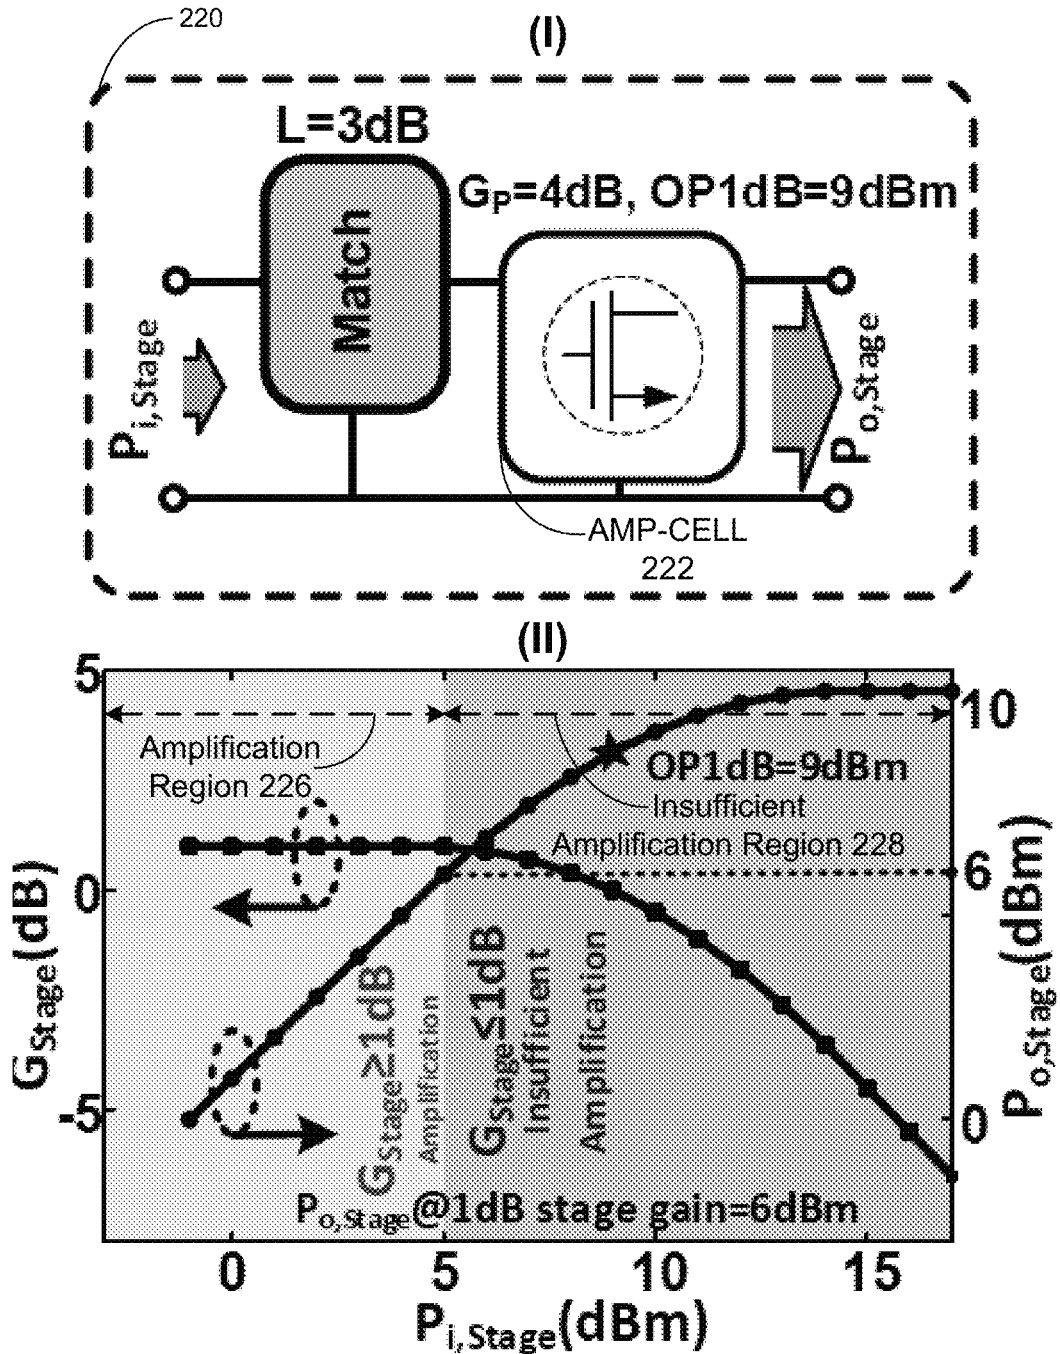 220
(I)
L=3dB
Match
GP=4dB, OP1dB=9dBm
Pi,Stage
Po,Stage
AMP-CELL
222
(II)
5
0
-5
GStage(dB)
Amplification
Region 226
OP1dB=9dBm
Insufficient
Amplification Region 228
GStage≥1dB
Amplification
GStage≤1dB
Insufficient
Amplification
Po,Stage@1dB stage gain=6dBm
10
6
0
Po,Stage(dBm)
0
5
10
15
Pi,Stage(dBm)